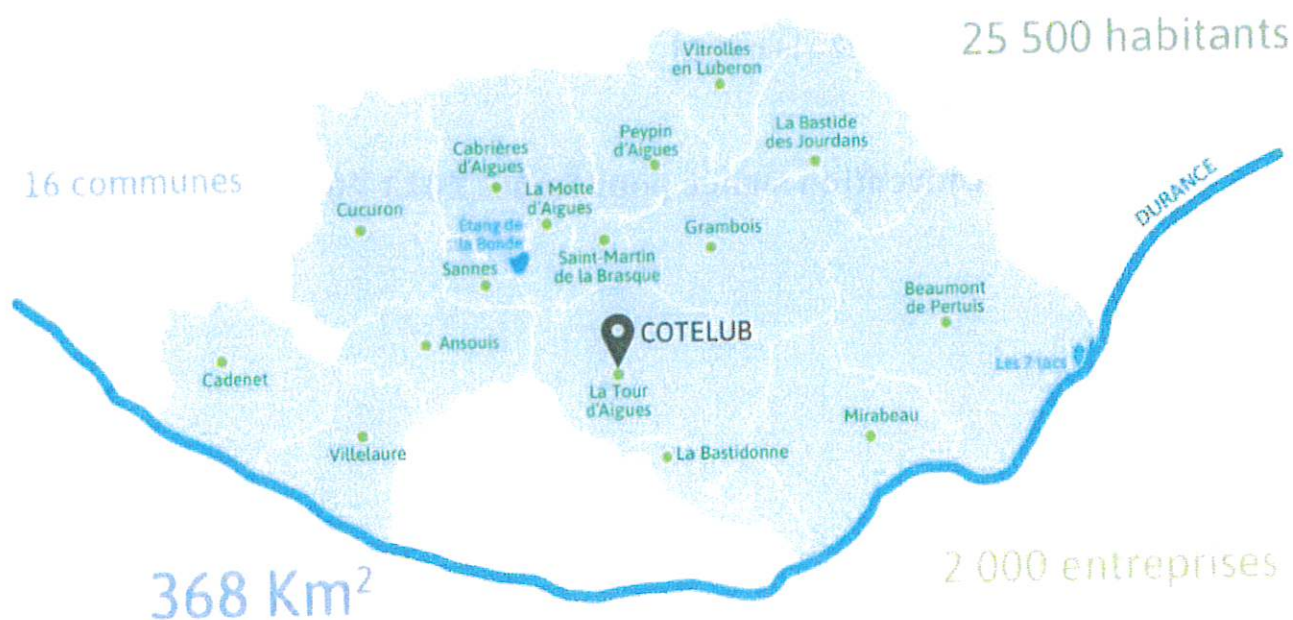 25 500 habitants
Vitrolles
en Luberon
La Bastide
des Jourdans
Peypin
d'Aigues
Cabrières
d'Aigues
16 communes
La Motte
d'Aigues
DURANCE
Cucuron
Étang de
la Bonde
Grambois
Saint-Martin
de la Brasque
Sannes
Beaumont
de Pertuis
COTELUB
Ansouis
Les 7 lacs
Cadenet
La Tour
d'Aigues
Mirabeau
Villelaure
La Bastidonne
2 000 entreprises
368 Km²